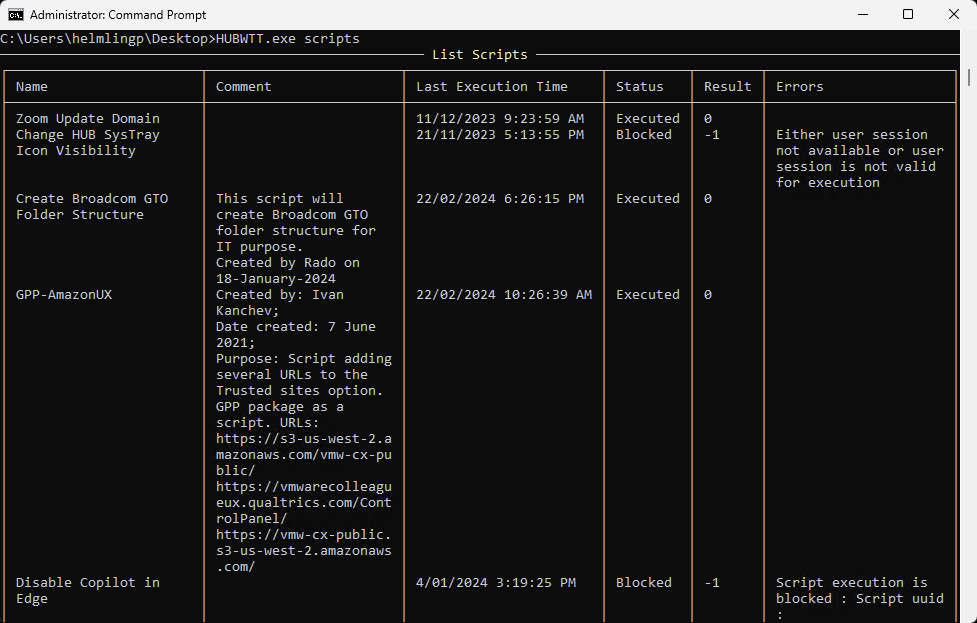 Administrator: Command Prompt
C:\Users\helmlingp\Desktop>HUBWTT.exe scripts
List Scripts
Name Comment Last Execution Time Status Result Errors
Zoom Update Domain 11/12/2023 9:23:59 AM Executed 0
Change HUB SysTray 21/11/2023 5:13:55 PM Blocked -1 Either user session
Icon Visibility not available or user
session is not valid
for execution
Create Broadcom GTO This script will 22/02/2024 6:26:15 PM Executed 0
Folder Structure create Broadcom GTO
folder structure for
IT purpose.
Created by Rado on
18-January-2024
GPP-AmazonUX Created by: Ivan 22/02/2024 10:26:39 AM Executed 0
Kanchev;
Date created: 7 June
2021;
Purpose: Script adding
several URLs to the
Trusted sites option.
GPP package as a
script. URLs:
https://s3-us-west-2.a
mazonaws.com/vmw-cx-pu
blic/
https://vmwarecolleagu
eux.qualtrics.com/Cont
rolPanel/
https://vmw-cx-public.
s3-us-west-2.amazonaws
.com/
Disable Copilot in 4/01/2024 3:19:25 PM Blocked -1 Script execution is
Edge blocked : Script uuid
: